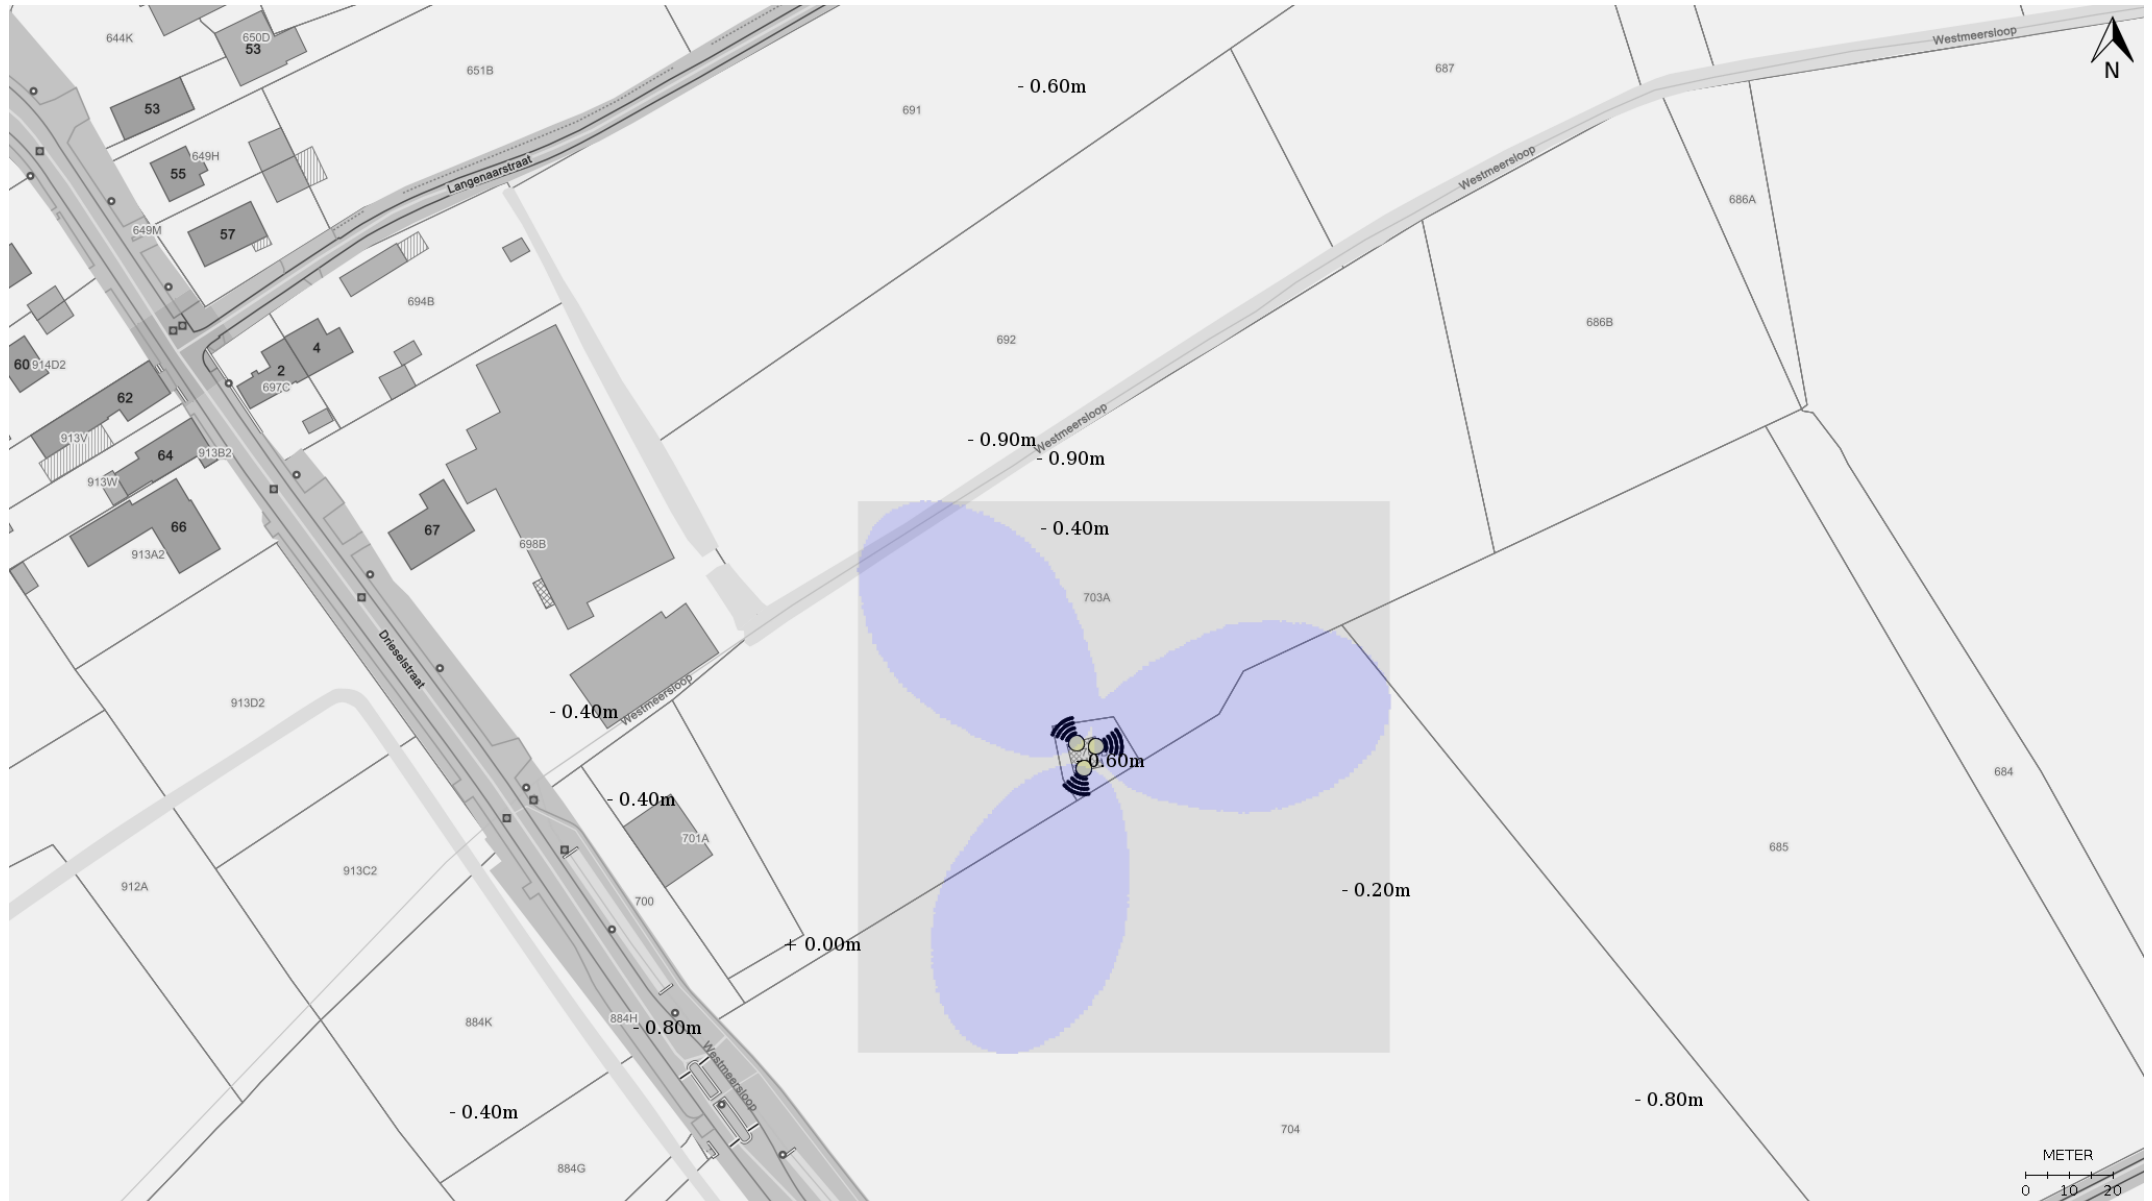 644K
650D
53
651B
- 0.60m
687
Westmeersloop
N
53
691
55
649H
Langenaarstraat
Westmeersloop
686A
57
649M
694B
4
2
697C
692
686B
60
914D2
62
913V
64
913B2
913W
66
913A2
67
698B
- 0.90m
Westmeersloop
- 0.90m
- 0.40m
703A
Drieselstraat
913D2
- 0.40m
Westmeersloop
0.60m
684
- 0.40m
701A
685
912A
913C2
700
- 0.20m
+ 0.00m
884K
884H
- 0.80m
Westmeersloop
- 0.40m
- 0.80m
704
884G
METER
0 10 20